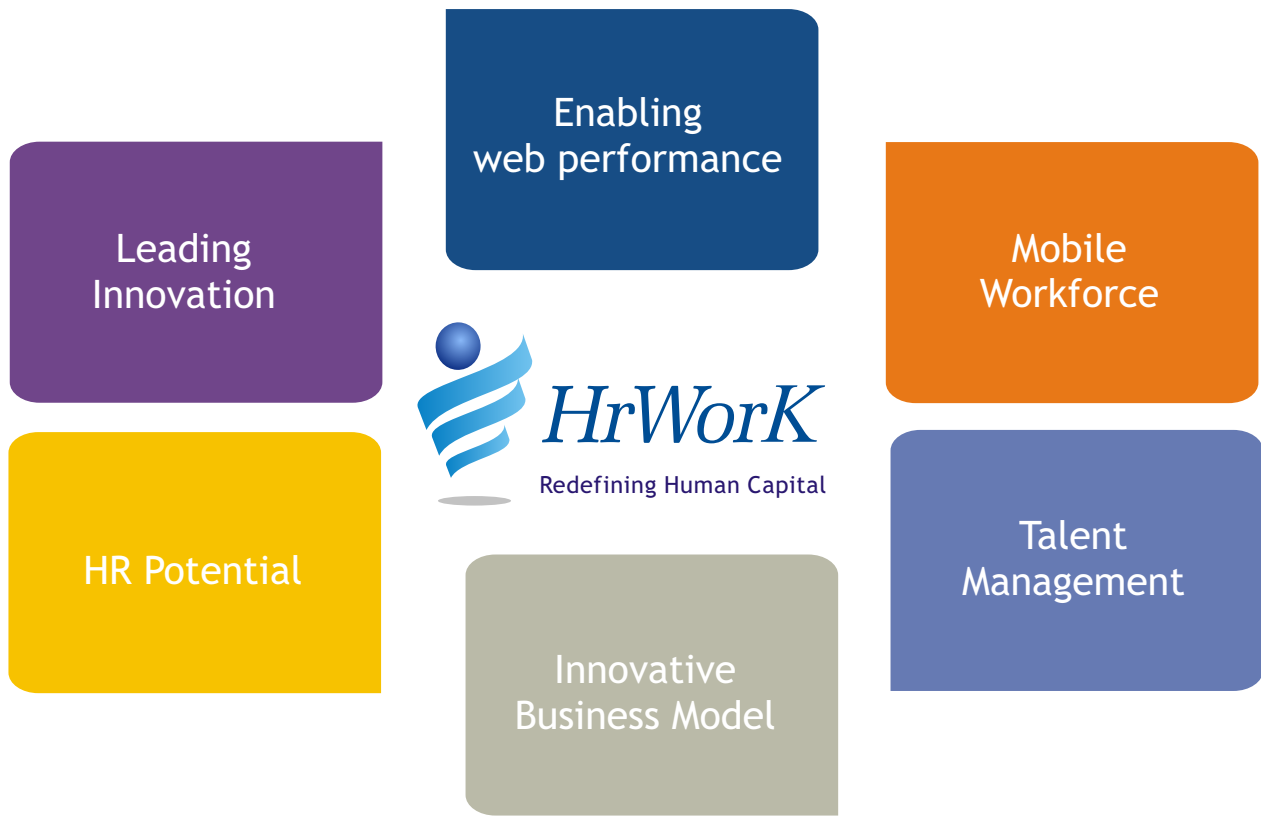 Enabling
web performance
Leading
Innovation
Mobile
Workforce
HrWorK
Redefining Human Capital
HR Potential
Talent
Management
Innovative
Business Model